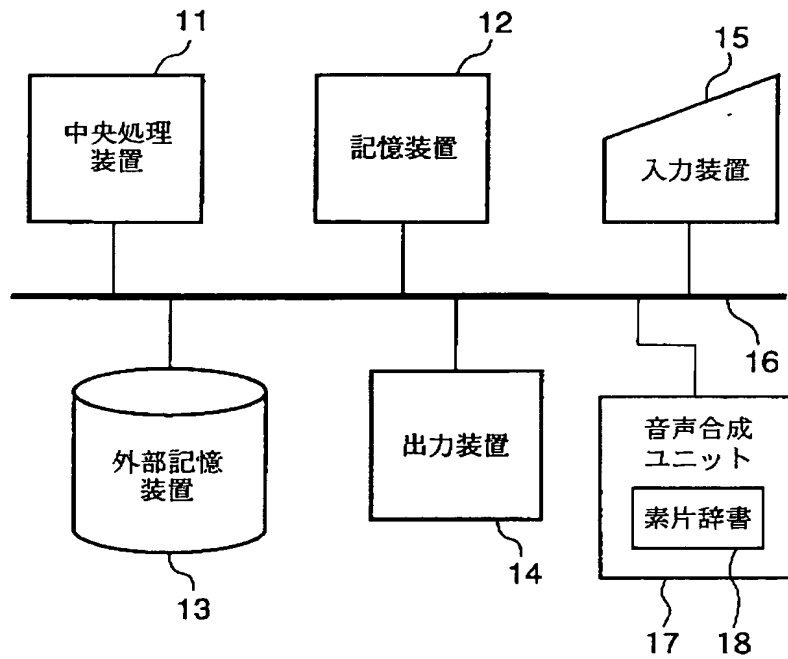 11
12
15
中央処理
装置
記憶装置
入力装置
16
外部記憶
装置
出力装置
音声合成
ユニット
素片辞書
13
14
17
18